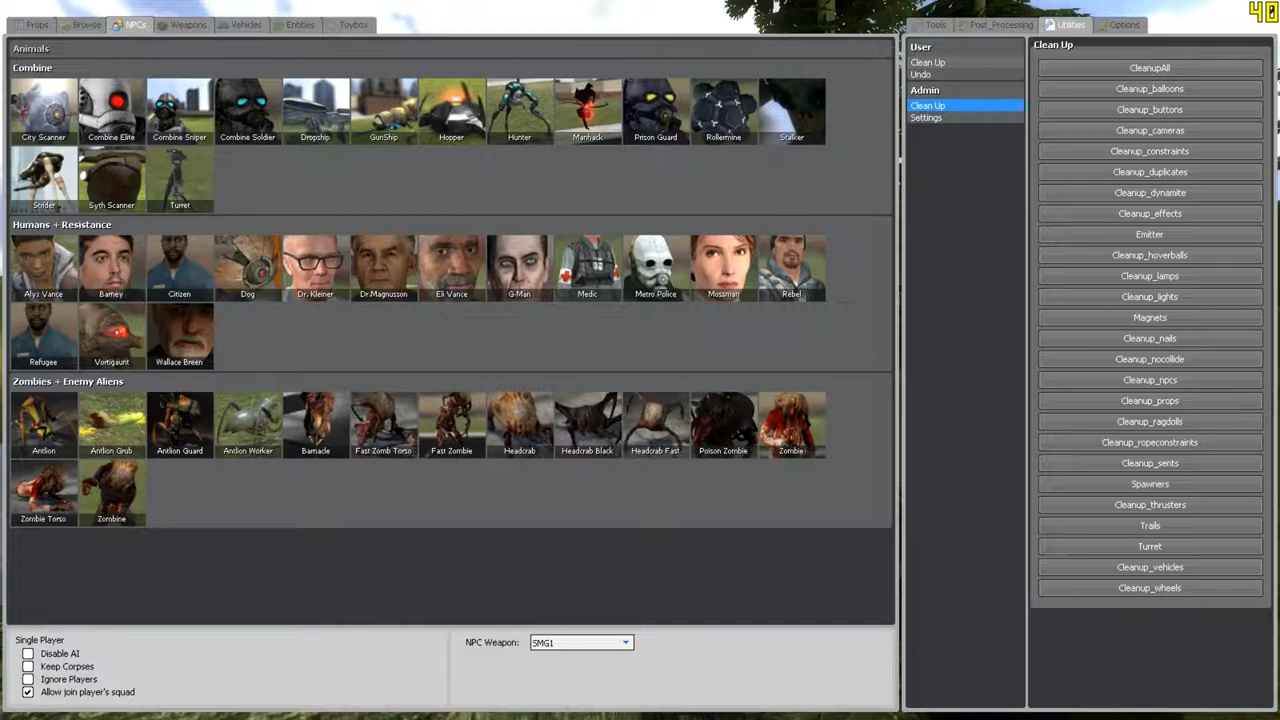 Props Browse NPCs Weapons Vehicles Entities Toybox
Tools Post_Processing Utilities Options
40
Animals
Combine
City Scanner Combine Elite Combine Sniper Combine Soldier Dropship GunShip Hopper Hunter Manhack Prison Guard Rollermine Stalker
Strider Syth Scanner Turret
Humans + Resistance
Alyx Vance Barney Citizen Dog Dr. Kleiner Dr.Magnusson Eli Vance G-Man Medic Metro Police Mossman Rebel
Refugee Vortigaunt Wallace Breen
Zombies + Enemy Aliens
Antlion Antlion Grub Antlion Guard Antlion Worker Barnacle Fast Zomb Torso Fast Zombie Headcrab Headcrab Black Headcrab Fast Poison Zombie Zombie
Zombie Torso Zombine
Single Player
Disable AI
Keep Corpses
Ignore Players
Allow join player's squad
NPC Weapon: SMG1
User
Clean Up
Undo
Admin
Clean Up
Settings
Clean Up
CleanupAll
Cleanup_balloons
Cleanup_buttons
Cleanup_cameras
Cleanup_constraints
Cleanup_duplicates
Cleanup_dynamite
Cleanup_effects
Emitter
Cleanup_hoverballs
Cleanup_lamps
Cleanup_lights
Magnets
Cleanup_nails
Cleanup_nocollide
Cleanup_npcs
Cleanup_props
Cleanup_ragdolls
Cleanup_ropeconstraints
Cleanup_sents
Spawners
Cleanup_thrusters
Trails
Turret
Cleanup_vehicles
Cleanup_wheels